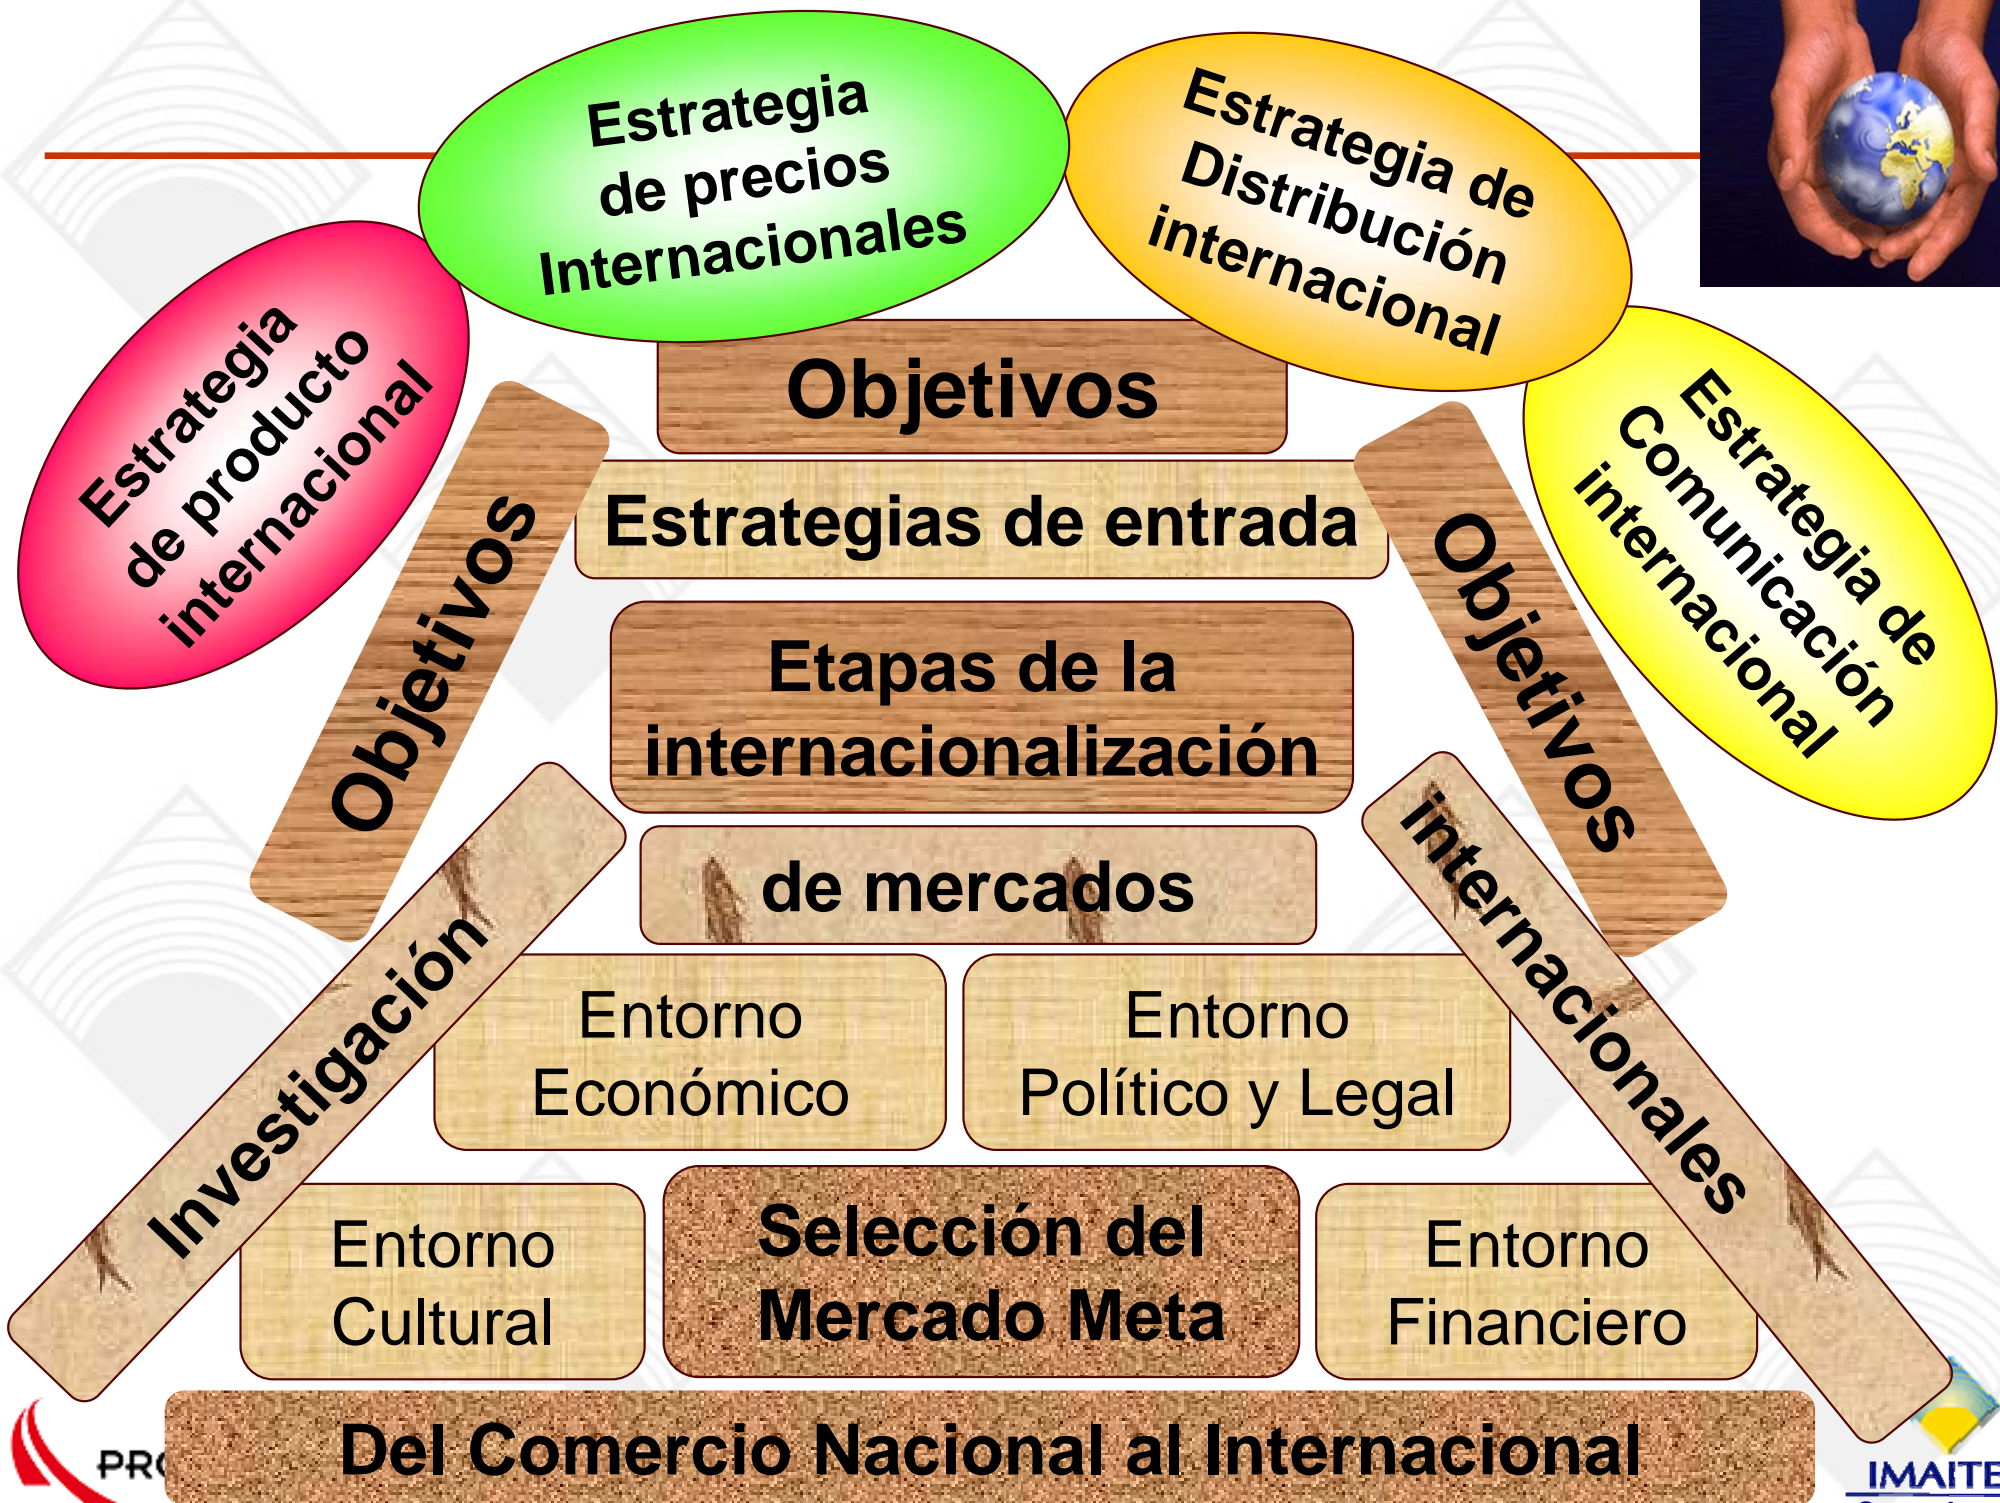 Estrategia
de precios
Internacionales
Estrategia de
Distribución
internacional
Estrategia
de producto
internacional
Estrategia de
Comunicación
internacional
Objetivos
Objetivos
Objetivos
Estrategias de entrada
Etapas de la
internacionalización
Investigación
de mercados
internacionales
Entorno
Económico
Entorno
Político y Legal
Entorno
Cultural
Selección del
Mercado Meta
Entorno
Financiero
Del Comercio Nacional al Internacional